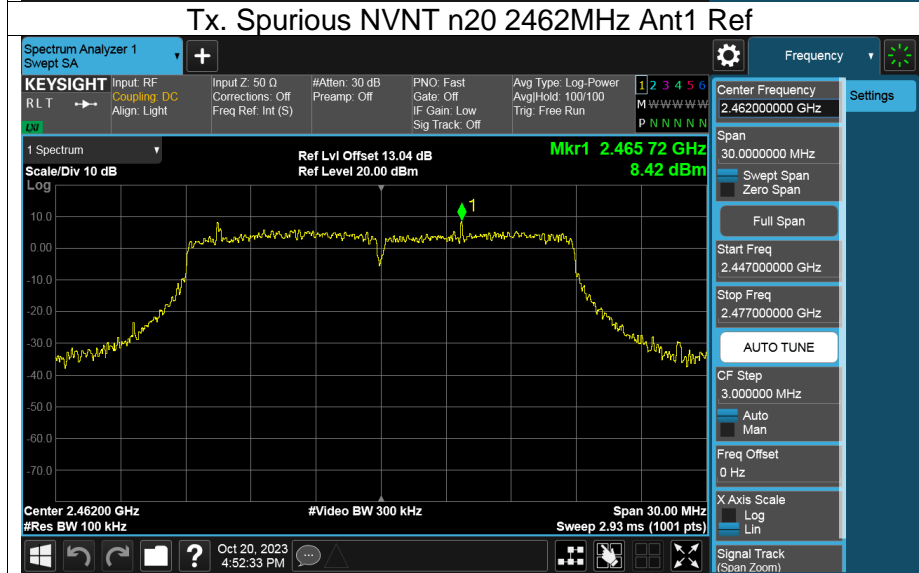 Tx. Spurious NVNT n20 2462MHz Ant1 Ref
Spectrum Analyzer 1
Swept SA
Frequency
KEYSIGHT
RLT
LXI
Input: RF
Coupling: DC
Align: Light
Input Z: 50 Ω
Corrections: Off
Freq Ref: Int (S)
#Atten: 30 dB
Preamp: Off
PNO: Fast
Gate: Off
IF Gain: Low
Sig Track: Off
Avg Type: Log-Power
Avg|Hold: 100/100
Trig: Free Run
1 2 3 4 5 6
M W W W W W
P N N N N N
1 Spectrum
Scale/Div 10 dB
Log
Ref Lvl Offset 13.04 dB
Ref Level 20.00 dBm
Mkr1 2.465 72 GHz
8.42 dBm
1
10.0
0.00
-10.0
-20.0
-30.0
-40.0
-50.0
-60.0
-70.0
Center 2.46200 GHz
#Res BW 100 kHz
#Video BW 300 kHz
Span 30.00 MHz
Sweep 2.93 ms (1001 pts)
Oct 20, 2023
4:52:33 PM
Settings
Center Frequency
2.462000000 GHz
Span
30.0000000 MHz
Swept Span
Zero Span
Full Span
Start Freq
2.447000000 GHz
Stop Freq
2.477000000 GHz
AUTO TUNE
CF Step
3.000000 MHz
Auto
Man
Freq Offset
0 Hz
X Axis Scale
Log
Lin
Signal Track
(Span Zoom)